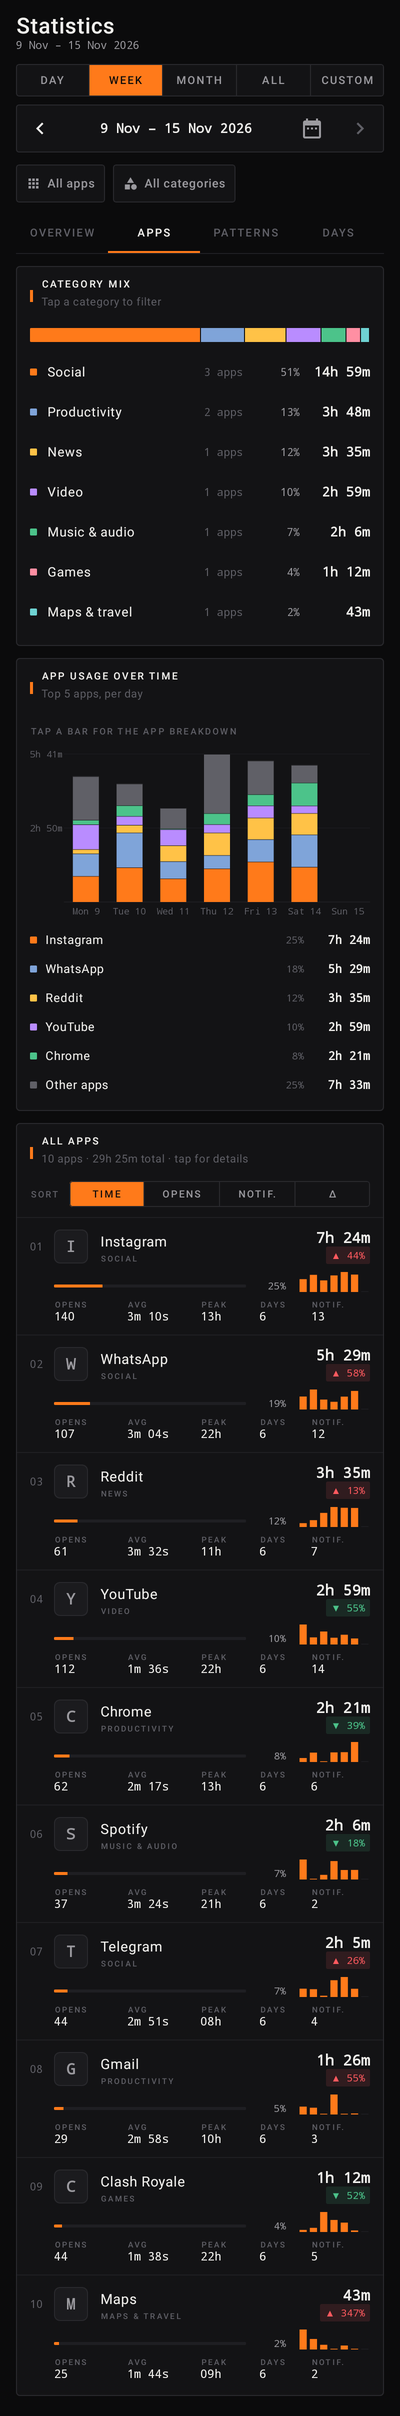 Statistics
9 Nov – 15 Nov 2026
DAY WEEK MONTH ALL CUSTOM
9 Nov – 15 Nov 2026
All apps All categories
OVERVIEW APPS PATTERNS DAYS
CATEGORY MIX
Tap a category to filter
Social 3 apps 51% 14h 59m
Productivity 2 apps 13% 3h 48m
News 1 apps 12% 3h 35m
Video 1 apps 10% 2h 59m
Music & audio 1 apps 7% 2h 6m
Games 1 apps 4% 1h 12m
Maps & travel 1 apps 2% 43m
APP USAGE OVER TIME
Top 5 apps, per day
TAP A BAR FOR THE APP BREAKDOWN
5h 41m
2h 50m
Mon 9 Tue 10 Wed 11 Thu 12 Fri 13 Sat 14 Sun 15
Instagram 25% 7h 24m
WhatsApp 18% 5h 29m
Reddit 12% 3h 35m
YouTube 10% 2h 59m
Chrome 8% 2h 21m
Other apps 25% 7h 33m
ALL APPS
10 apps · 29h 25m total · tap for details
SORT TIME OPENS NOTIF. Δ
01 I Instagram 7h 24m
SOCIAL ▲ 44%
25%
OPENS AVG PEAK DAYS NOTIF.
140 3m 10s 13h 6 13
02 W WhatsApp 5h 29m
SOCIAL ▲ 58%
19%
OPENS AVG PEAK DAYS NOTIF.
107 3m 04s 22h 6 12
03 R Reddit 3h 35m
NEWS ▲ 13%
12%
OPENS AVG PEAK DAYS NOTIF.
61 3m 32s 11h 6 7
04 Y YouTube 2h 59m
VIDEO ▼ 55%
10%
OPENS AVG PEAK DAYS NOTIF.
112 1m 36s 22h 6 14
05 C Chrome 2h 21m
PRODUCTIVITY ▼ 39%
8%
OPENS AVG PEAK DAYS NOTIF.
62 2m 17s 13h 6 6
06 S Spotify 2h 6m
MUSIC & AUDIO ▼ 18%
7%
OPENS AVG PEAK DAYS NOTIF.
37 3m 24s 21h 6 2
07 T Telegram 2h 5m
SOCIAL ▲ 26%
7%
OPENS AVG PEAK DAYS NOTIF.
44 2m 51s 08h 6 4
08 G Gmail 1h 26m
PRODUCTIVITY ▲ 55%
5%
OPENS AVG PEAK DAYS NOTIF.
29 2m 58s 10h 6 3
09 C Clash Royale 1h 12m
GAMES ▼ 52%
4%
OPENS AVG PEAK DAYS NOTIF.
44 1m 38s 22h 6 5
10 M Maps 43m
MAPS & TRAVEL ▲ 347%
2%
OPENS AVG PEAK DAYS NOTIF.
25 1m 44s 09h 6 2